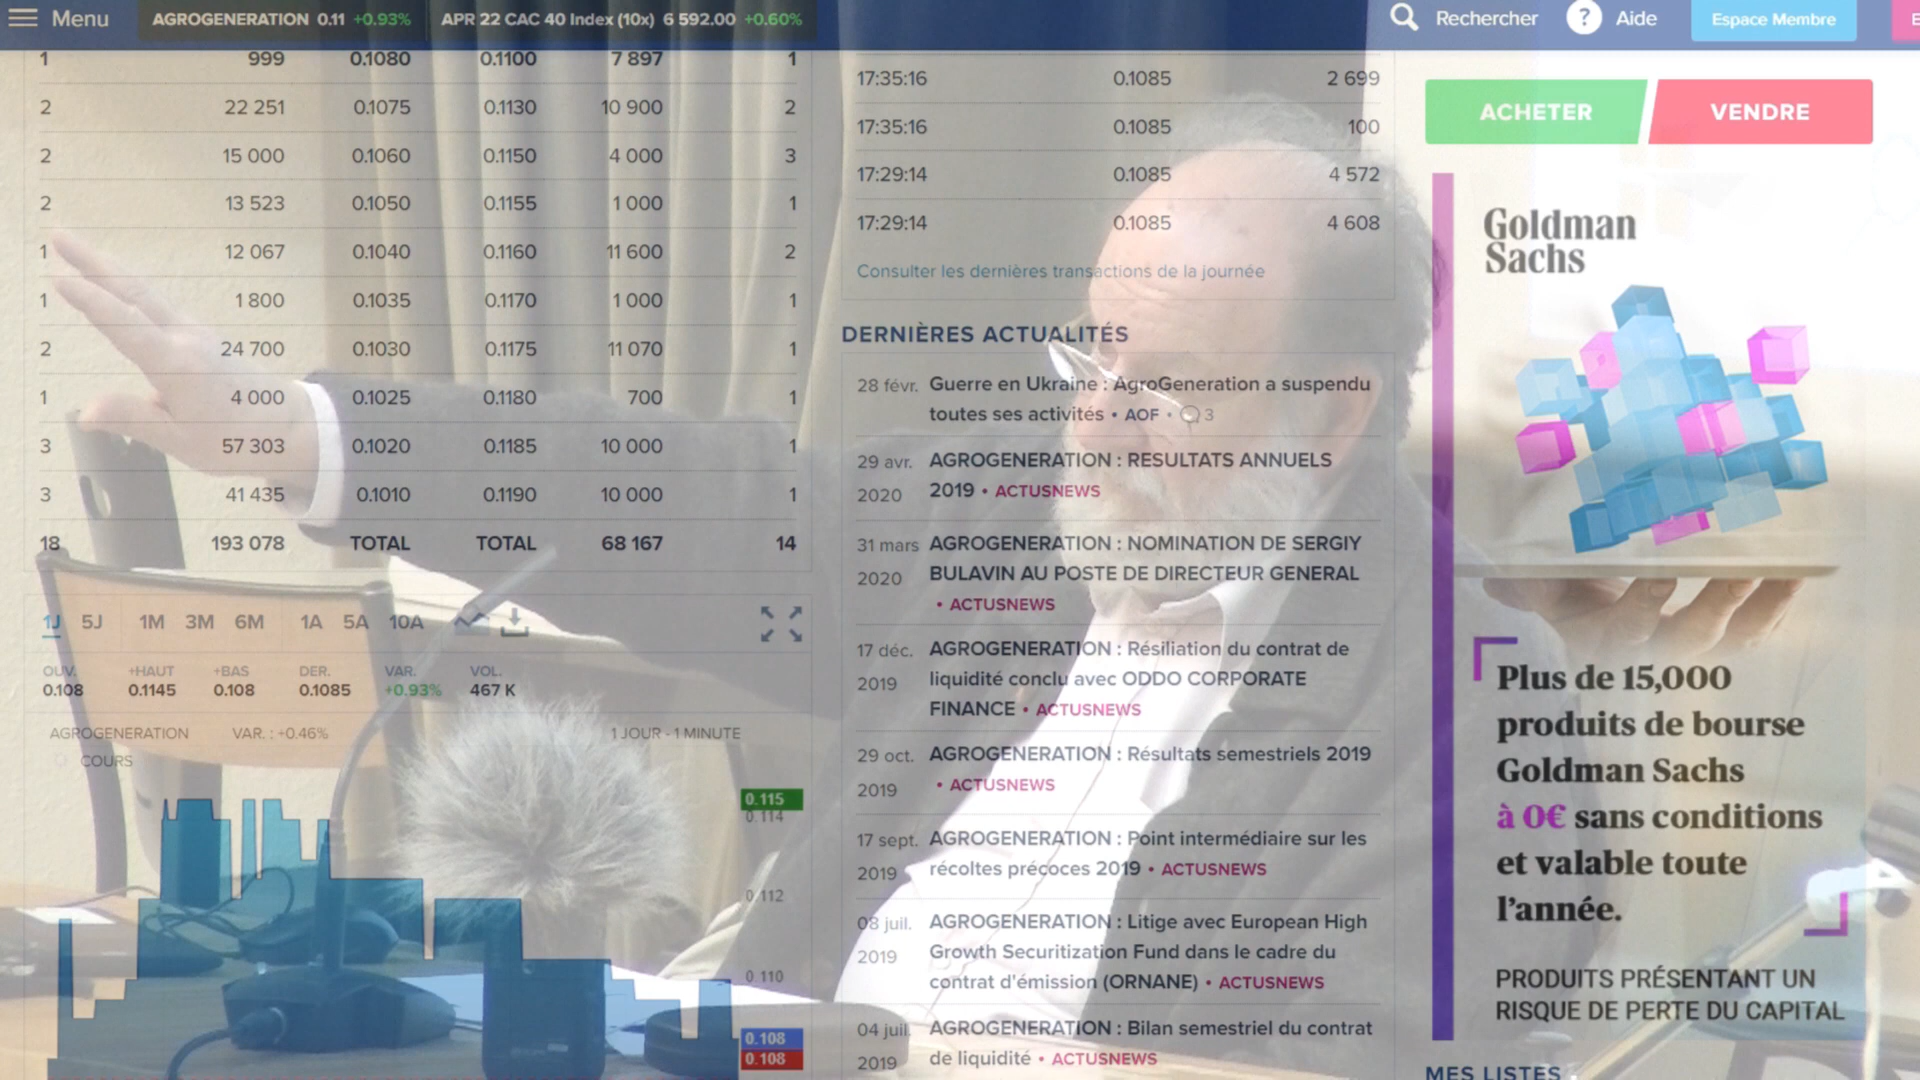 Menu AGROGENERATION 0.11 +0.93% APR 22 CAC 40 Index (10x) 6 592.00 +0.60% Rechercher ? Aide Espace Membre
1 999 0.1080 0.1100 7 897 1
2 22 251 0.1075 0.1130 10 900 2
2 15 000 0.1060 0.1150 4 000 3
2 13 523 0.1050 0.1155 1 000 1
1 12 067 0.1040 0.1160 11 600 2
1 1 800 0.1035 0.1170 1 000 1
2 24 700 0.1030 0.1175 11 070 1
1 4 000 0.1025 0.1180 700 1
3 57 303 0.1020 0.1185 10 000 1
3 41 435 0.1010 0.1190 10 000 1
18 193 078 TOTAL TOTAL 68 167 14
1J 5J 1M 3M 6M 1A 5A 10A
OUV. +HAUT +BAS DER. VAR. VOL.
0.108 0.1145 0.108 0.1085 +0.93% 467 K
AGROGENERATION VAR. : +0.46% 1 JOUR - 1 MINUTE
COURS
0.115
0.114
0.112
0.110
0.108
0.108
17:35:16 0.1085 2 699
17:35:16 0.1085 100
17:29:14 0.1085 4 572
17:29:14 0.1085 4 608
Consulter les dernières transactions de la journée
DERNIÈRES ACTUALITÉS
28 févr. Guerre en Ukraine : AgroGeneration a suspendu
toutes ses activités • AOF • 3
29 avr. AGROGENERATION : RESULTATS ANNUELS
2020 2019 • ACTUSNEWS
31 mars AGROGENERATION : NOMINATION DE SERGIY
2020 BULAVIN AU POSTE DE DIRECTEUR GENERAL
• ACTUSNEWS
17 déc. AGROGENERATION : Résiliation du contrat de
2019 liquidité conclu avec ODDO CORPORATE
FINANCE • ACTUSNEWS
29 oct. AGROGENERATION : Résultats semestriels 2019
2019 • ACTUSNEWS
17 sept. AGROGENERATION : Point intermédiaire sur les
2019 récoltes précoces 2019 • ACTUSNEWS
08 juil. AGROGENERATION : Litige avec European High
2019 Growth Securitization Fund dans le cadre du
contrat d'émission (ORNANE) • ACTUSNEWS
04 juil. AGROGENERATION : Bilan semestriel du contrat
2019 de liquidité • ACTUSNEWS
ACHETER VENDRE
Goldman
Sachs
Plus de 15,000
produits de bourse
Goldman Sachs
à 0€ sans conditions
et valable toute
l'année.
PRODUITS PRÉSENTANT UN
RISQUE DE PERTE DU CAPITAL
MES LISTES